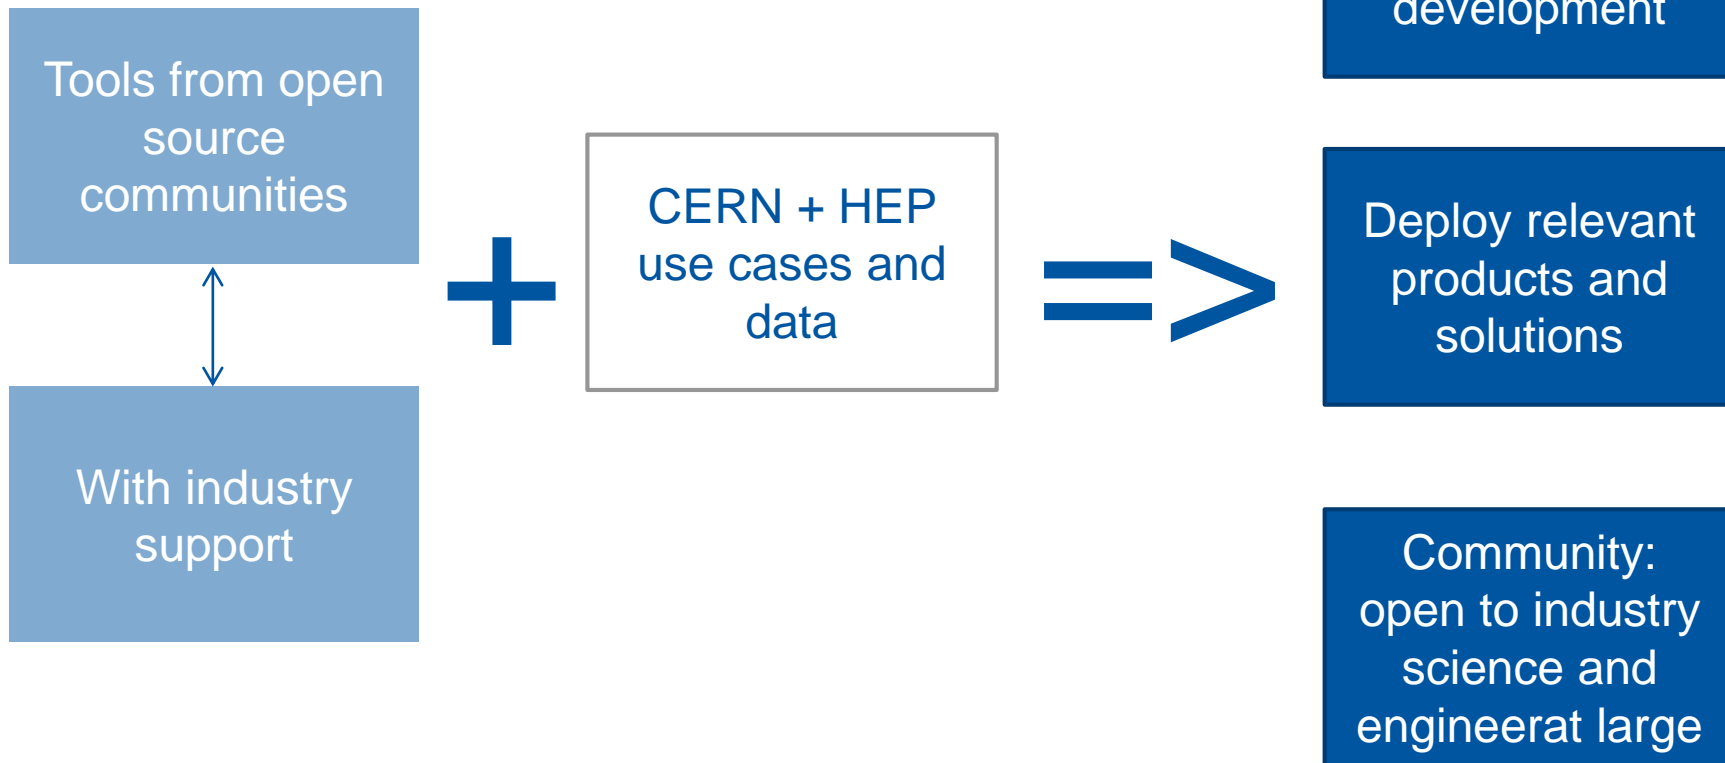 Tools from open
source
communities
With industry
support
+
CERN + HEP
use cases and
data
=>
development
Deploy relevant
products and
solutions
Community:
open to industry
science and
engineerat large